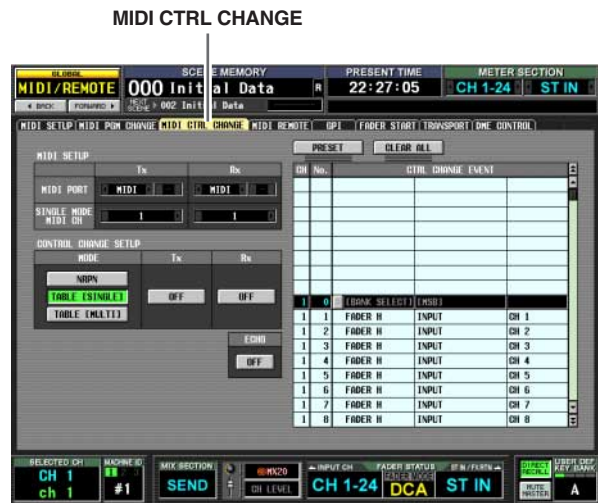 MIDI CTRL CHANGE
GLOBAL
MIDI/REMOTE
BACK FORWARD
SCENE MEMORY
000 Initial Data R
NEXT SCENE 002 Initial Data
PRESENT TIME
22:27:05
METER SECTION
CH 1-24 ST IN
MIDI SETUP MIDI PGM CHANGE MIDI CTRL CHANGE MIDI REMOTE GPI FADER START TRANSPORT DME CONTROL
MIDI SETUP
Tx Rx
MIDI PORT MIDI MIDI
SINGLE MODE MIDI CH 1 1
CONTROL CHANGE SETUP
MODE Tx Rx
NRPN
TABLE [SINGLE] OFF OFF
TABLE [MULTI]
ECHO
OFF
PRESET CLEAR ALL
CH No. CTRL CHANGE EVENT
1 0 [BANK SELECT] [MSB]
1 1 FADER H INPUT CH 1
1 2 FADER H INPUT CH 2
1 3 FADER H INPUT CH 3
1 4 FADER H INPUT CH 4
1 5 FADER H INPUT CH 5
1 6 FADER H INPUT CH 6
1 7 FADER H INPUT CH 7
1 8 FADER H INPUT CH 8
SELECTED CH
CH 1
ch 1
MACHINE ID
#1
MIX SECTION
SEND
MIX20
CH LEVEL
INPUT CH
CH 1-24
FADER STATUS
FADER MODE
DCA
ST IN
DIRECT RECALL
MUTE MASTER
USER DEF KEY BANK
A